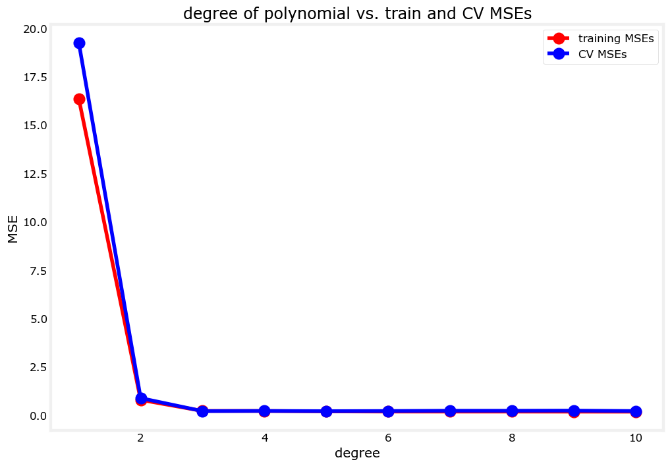 degree of polynomial vs. train and CV MSEs
training MSEs
CV MSEs
20.0
17.5
15.0
12.5
10.0
7.5
5.0
2.5
0.0
MSE
2 4 6 8 10
degree